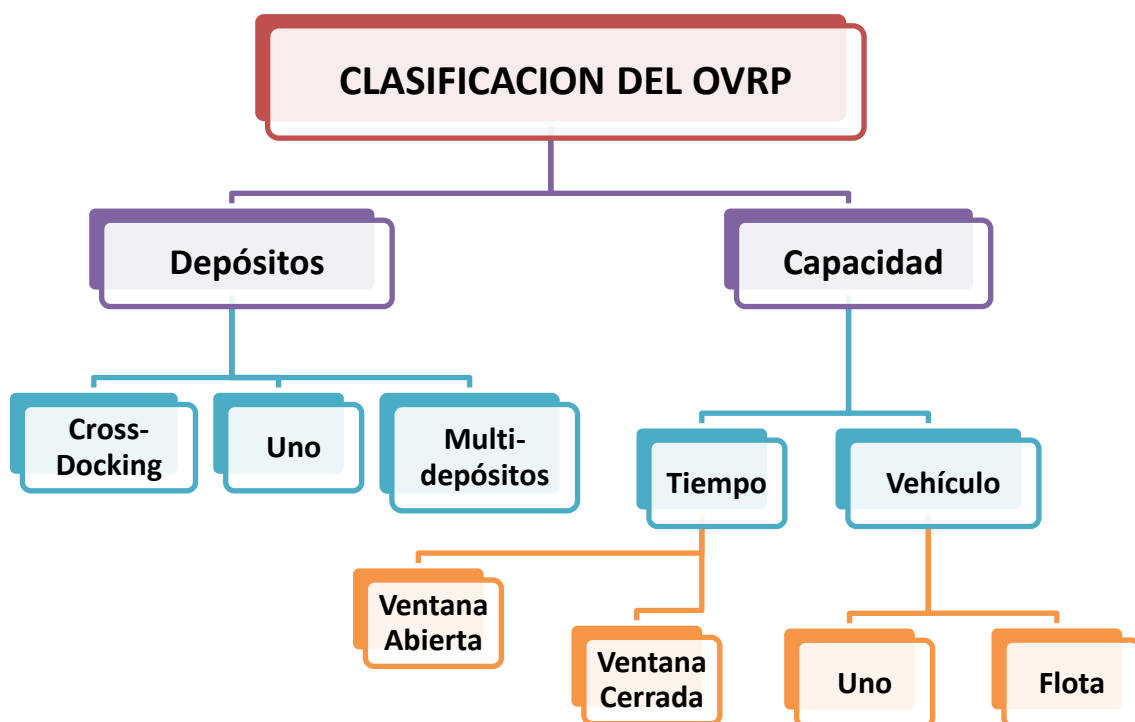 CLASIFICACION DEL OVRP
Depósitos
Capacidad
Cross-
Docking
Uno
Multi-
depósitos
Tiempo
Vehículo
Ventana
Abierta
Ventana
Cerrada
Uno
Flota